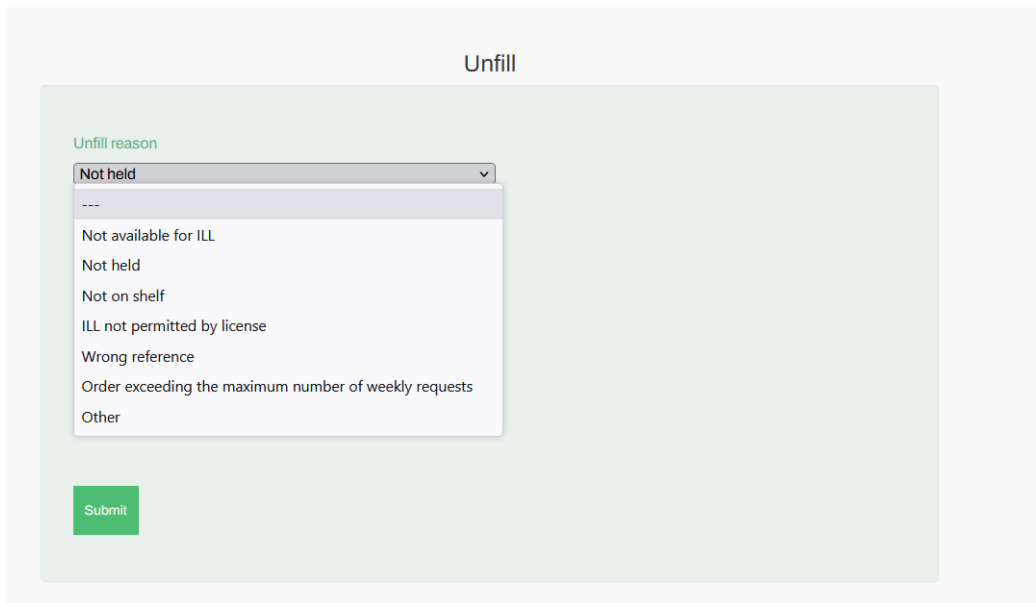 Unfill
Unfill reason
Not held
---
Not available for ILL
Not held
Not on shelf
ILL not permitted by license
Wrong reference
Order exceeding the maximum number of weekly requests
Other
Submit